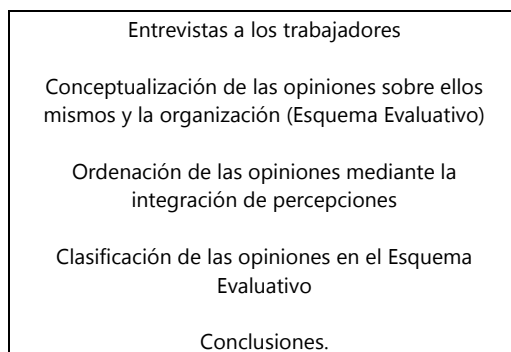 Entrevistas a los trabajadores
Conceptualización de las opiniones sobre ellos
mismos y la organización (Esquema Evaluativo)
Ordenación de las opiniones mediante la
integración de percepciones
Clasificación de las opiniones en el Esquema
Evaluativo
Conclusiones.